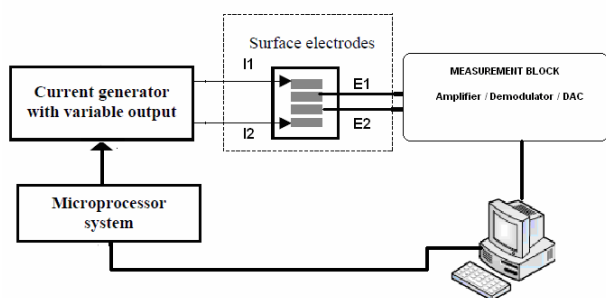 Surface electrodes
I1
E1
Current generator
with variable output
MEASUREMENT BLOCK
Amplifier / Demodulator / DAC
I2
E2
Microprocessor
system